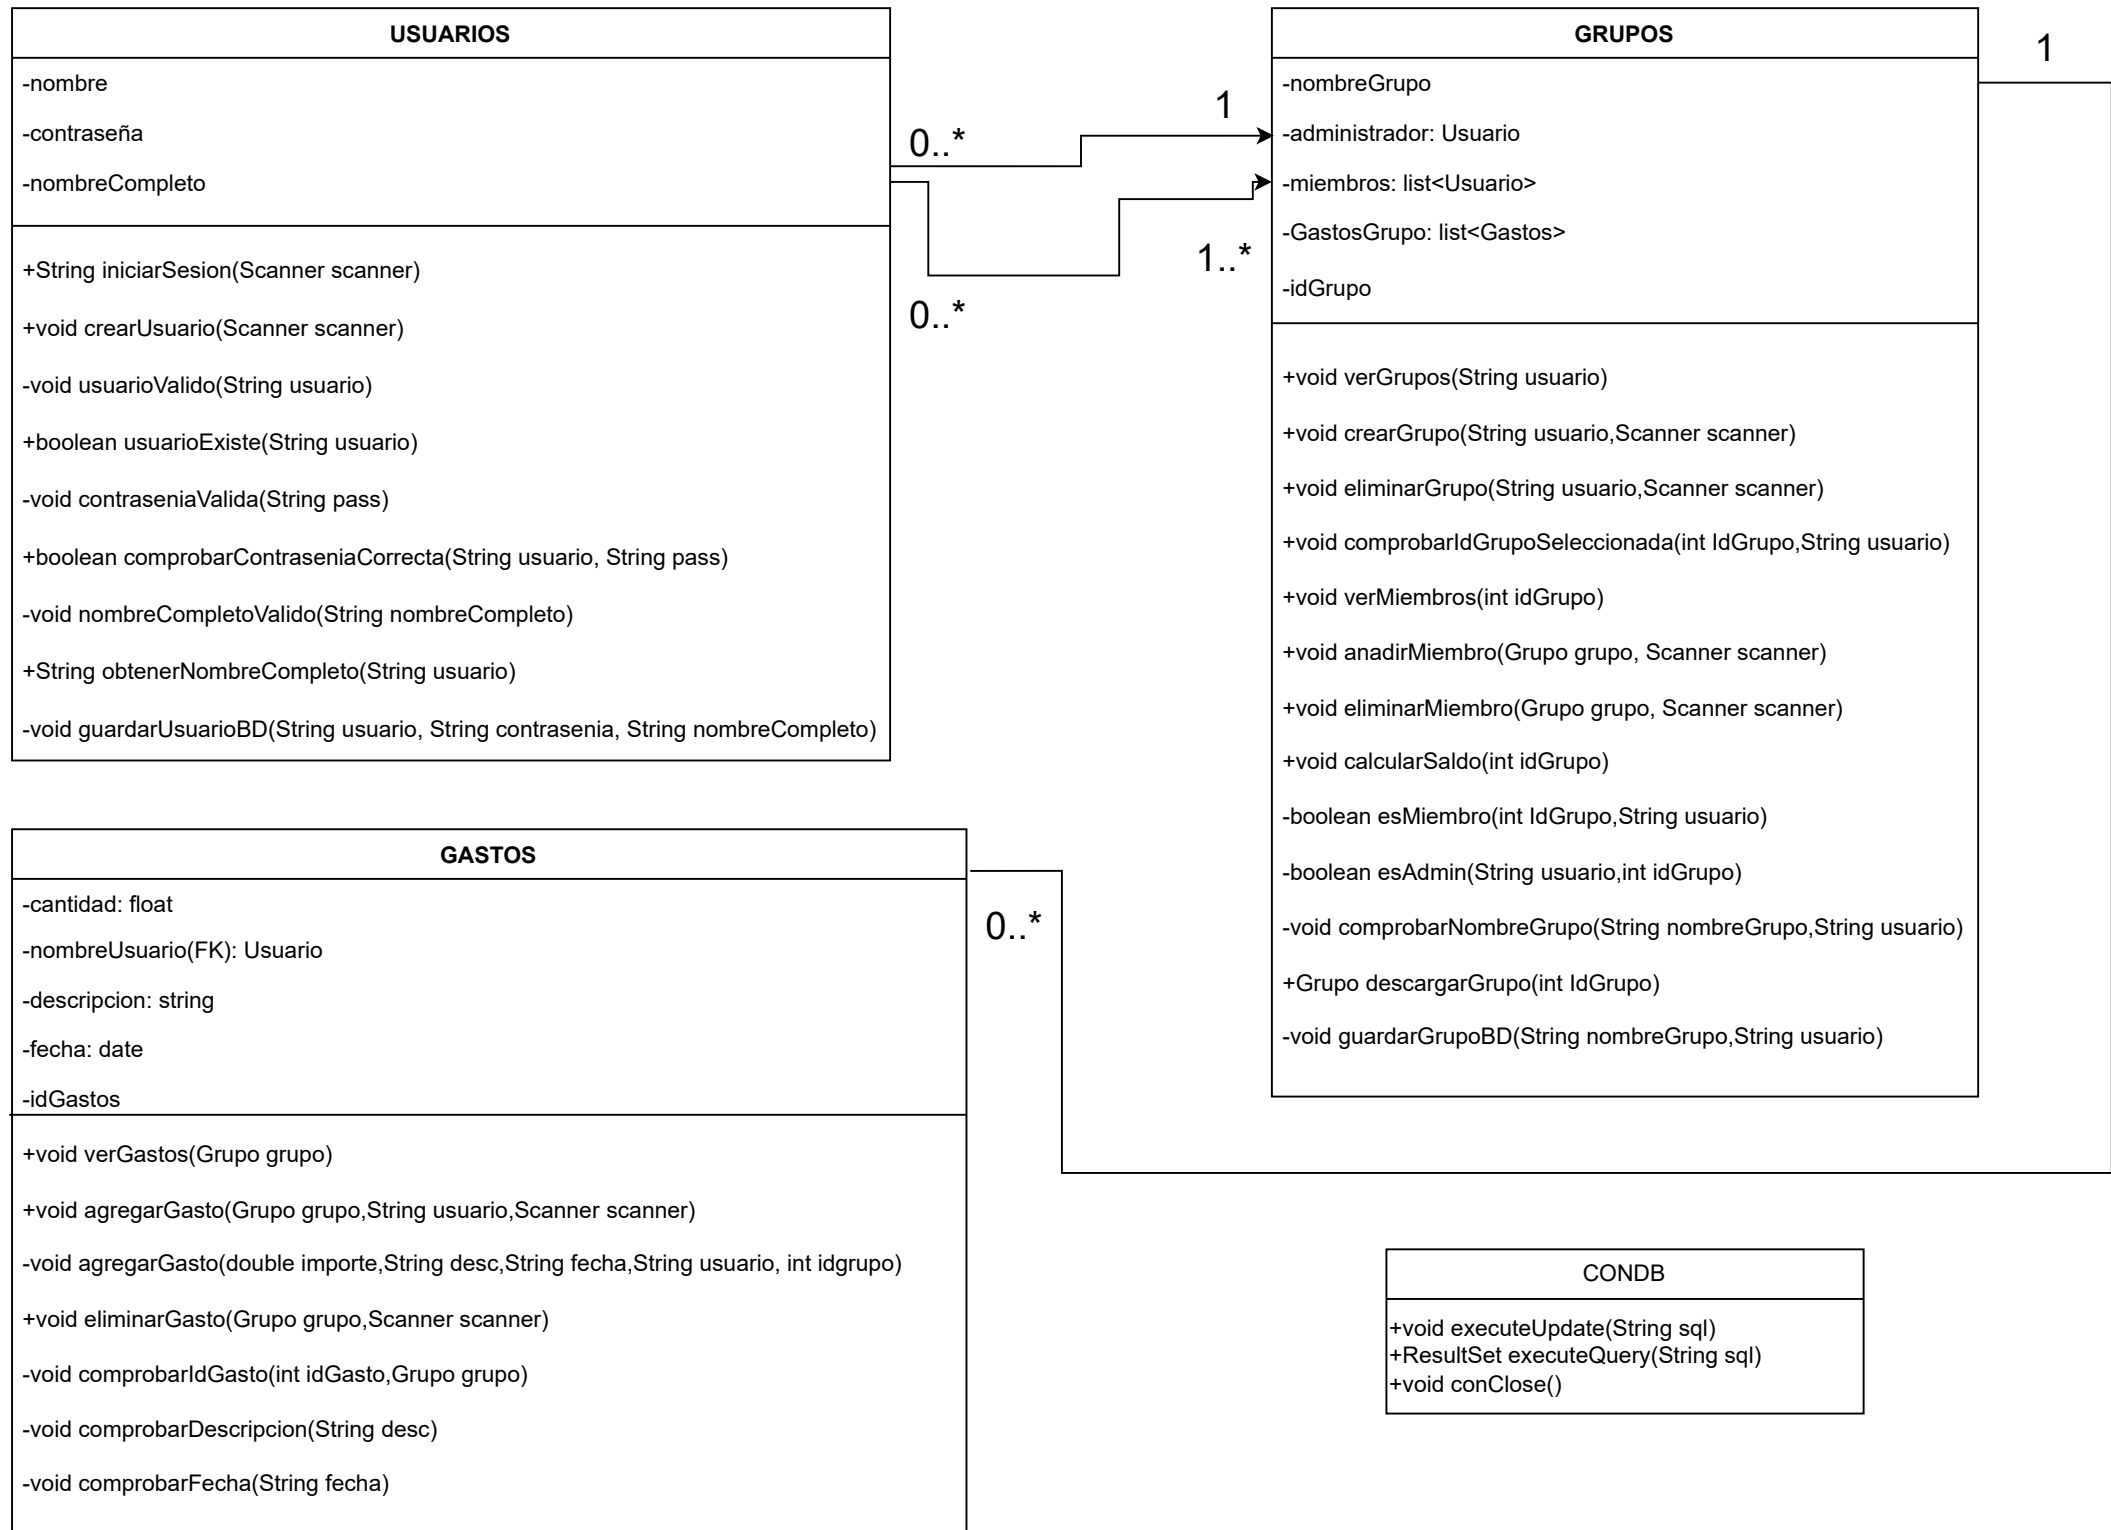 USUARIOS
-nombre
-contraseña
-nombreCompleto
+String iniciarSesion(Scanner scanner)
+void crearUsuario(Scanner scanner)
-void usuarioValido(String usuario)
+boolean usuarioExiste(String usuario)
-void contraseniaValida(String pass)
+boolean comprobarContraseniaCorrecta(String usuario, String pass)
-void nombreCompletoValido(String nombreCompleto)
+String obtenerNombreCompleto(String usuario)
-void guardarUsuarioBD(String usuario, String contrasenia, String nombreCompleto)
0..*
1
0..*
1..*
GRUPOS
-nombreGrupo
-administrador: Usuario
-miembros: list<Usuario>
-GastosGrupo: list<Gastos>
-idGrupo
+void verGrupos(String usuario)
+void crearGrupo(String usuario,Scanner scanner)
+void eliminarGrupo(String usuario,Scanner scanner)
+void comprobarIdGrupoSeleccionada(int IdGrupo,String usuario)
+void verMiembros(int idGrupo)
+void anadirMiembro(Grupo grupo, Scanner scanner)
+void eliminarMiembro(Grupo grupo, Scanner scanner)
+void calcularSaldo(int idGrupo)
-boolean esMiembro(int IdGrupo,String usuario)
-boolean esAdmin(String usuario,int idGrupo)
-void comprobarNombreGrupo(String nombreGrupo,String usuario)
+Grupo descargarGrupo(int IdGrupo)
-void guardarGrupoBD(String nombreGrupo,String usuario)
1
GASTOS
-cantidad: float
-nombreUsuario(FK): Usuario
-descripcion: string
-fecha: date
-idGastos
+void verGastos(Grupo grupo)
+void agregarGasto(Grupo grupo,String usuario,Scanner scanner)
-void agregarGasto(double importe,String desc,String fecha,String usuario, int idgrupo)
+void eliminarGasto(Grupo grupo,Scanner scanner)
-void comprobarIdGasto(int idGasto,Grupo grupo)
-void comprobarDescripcion(String desc)
-void comprobarFecha(String fecha)
0..*
CONDB
+void executeUpdate(String sql)
+ResultSet executeQuery(String sql)
+void conClose()